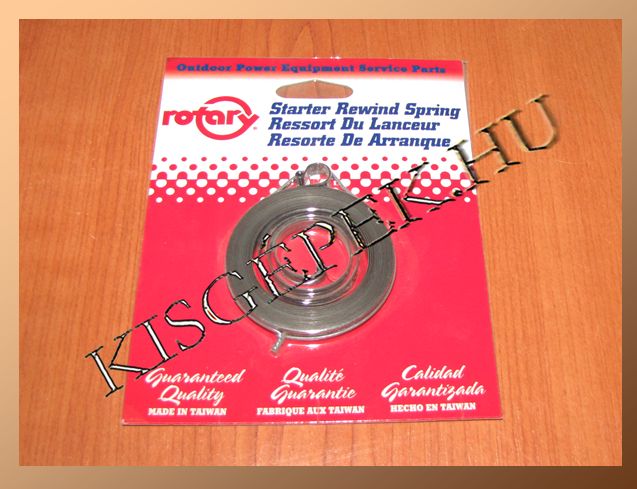 Outdoor Power Equipment Service Parts
rotary
Starter Rewind Spring
Ressort Du Lanceur
Resorte De Arranque
KISGEPEK.HU
Guaranteed
Quality
MADE IN TAIWAN
Qualité
Guarantie
FABRIQUE AUX TAIWAN
Calidad
Garantizada
HECHO EN TAIWAN